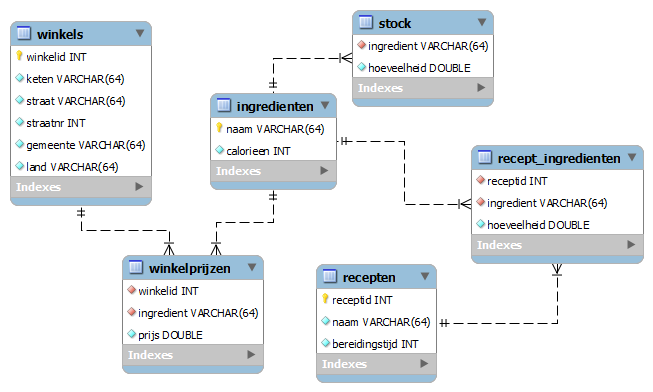 winkels
winkelid INT
keten VARCHAR(64)
straat VARCHAR(64)
straatnr INT
gemeente VARCHAR(64)
land VARCHAR(64)
Indexes
stock
ingredient VARCHAR(64)
hoeveelheid DOUBLE
Indexes
ingredienten
naam VARCHAR(64)
calorieen INT
Indexes
recept_ingredienten
receptid INT
ingredient VARCHAR(64)
hoeveelheid DOUBLE
Indexes
winkelprijzen
winkelid INT
ingredient VARCHAR(64)
prijs DOUBLE
Indexes
recepten
receptid INT
naam VARCHAR(64)
bereidingstijd INT
Indexes